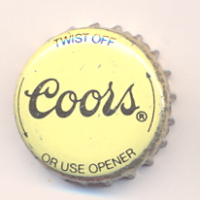 TWIST OFF
Coors®
OR USE OPENER